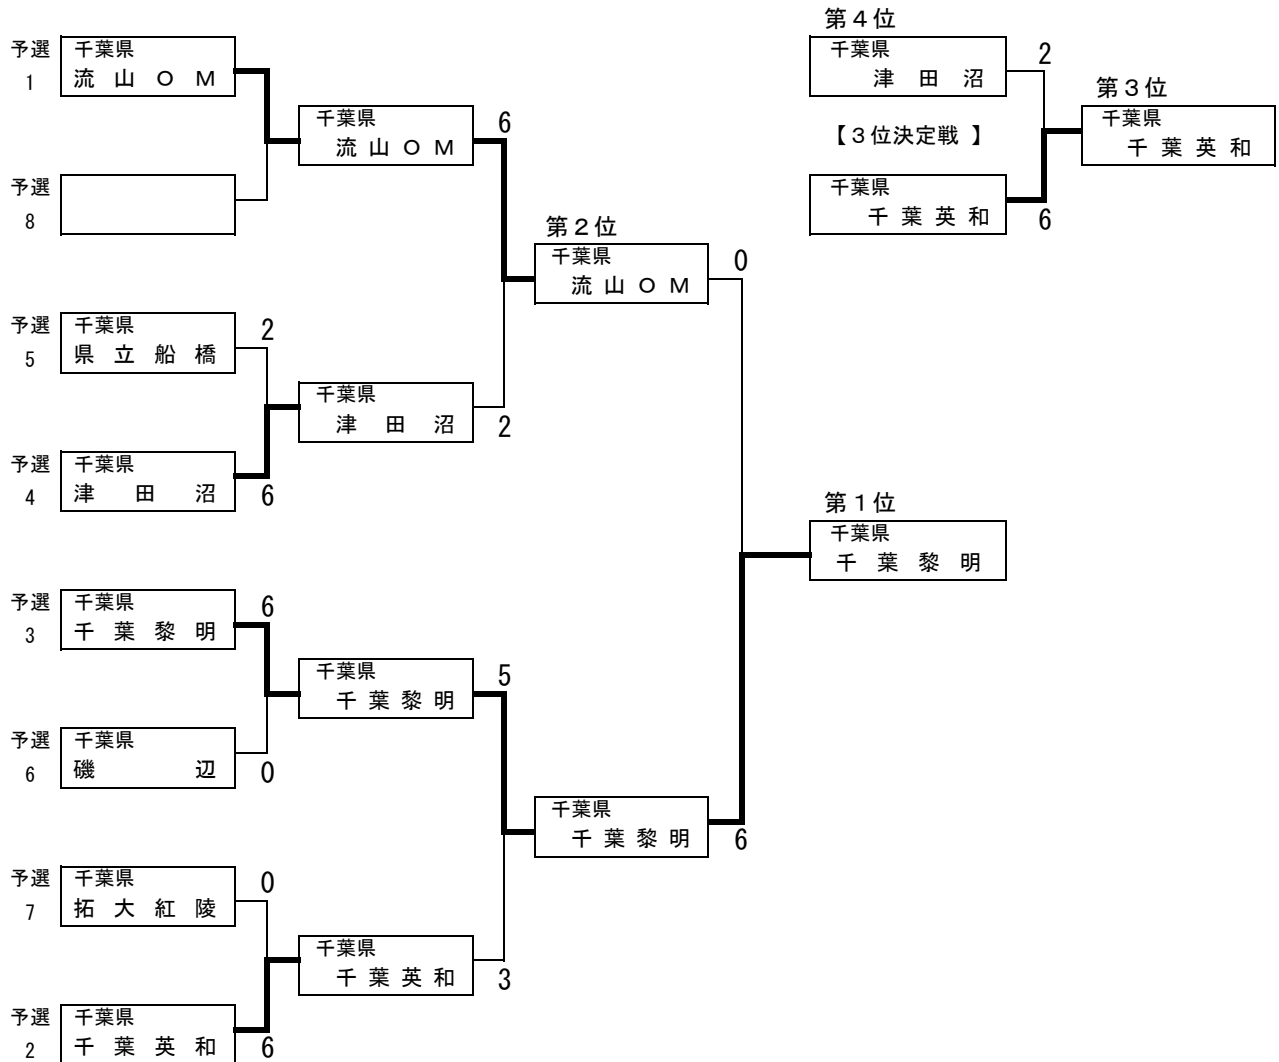 第４位
予選 千葉県 千葉県 2
1 流山ＯＭ 津田沼
第３位
千葉県 6 千葉県
流山ＯＭ 【３位決定戦 】 千葉英和
予選 千葉県
8 千葉英和 6
第２位
千葉県 0
流山ＯＭ
予選 千葉県 2
5 県立船橋
千葉県
津田沼 2
予選 千葉県
4 津田沼 6
第１位
千葉県
千葉黎明
予選 千葉県 6
3 千葉黎明
千葉県 5
千葉黎明
予選 千葉県
6 磯辺 0
千葉県
千葉黎明 6
予選 千葉県 0
7 拓大紅陵
千葉県
千葉英和 3
予選 千葉県
2 千葉英和 6